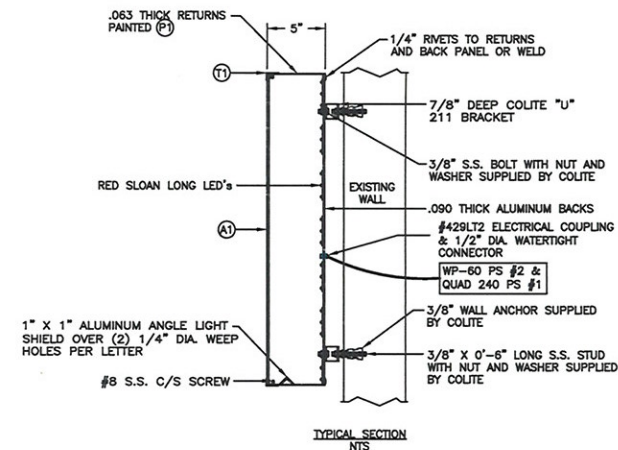 .063 THICK RETURNS
PAINTED P1
5"
1/4" RIVETS TO RETURNS
AND BACK PANEL OR WELD
T1
7/8" DEEP COLITE "U"
211 BRACKET
3/8" S.S. BOLT WITH NUT AND
WASHER SUPPLIED BY COLITE
RED SLOAN LONG LED's
EXISTING
WALL
.090 THICK ALUMINUM BACKS
A1
#429LT2 ELECTRICAL COUPLING
& 1/2" DIA. WATERTIGHT
CONNECTOR
WP-60 PS #2 &
QUAD 240 PS #1
1" X 1" ALUMINUM ANGLE LIGHT
SHIELD OVER (2) 1/4" DIA. WEEP
HOLES PER LETTER
3/8" WALL ANCHOR SUPPLIED
BY COLITE
#8 S.S. C/S SCREW
3/8" X 0'-6" LONG S.S. STUD
WITH NUT AND WASHER SUPPLIED
BY COLITE
TYPICAL SECTION
NTS